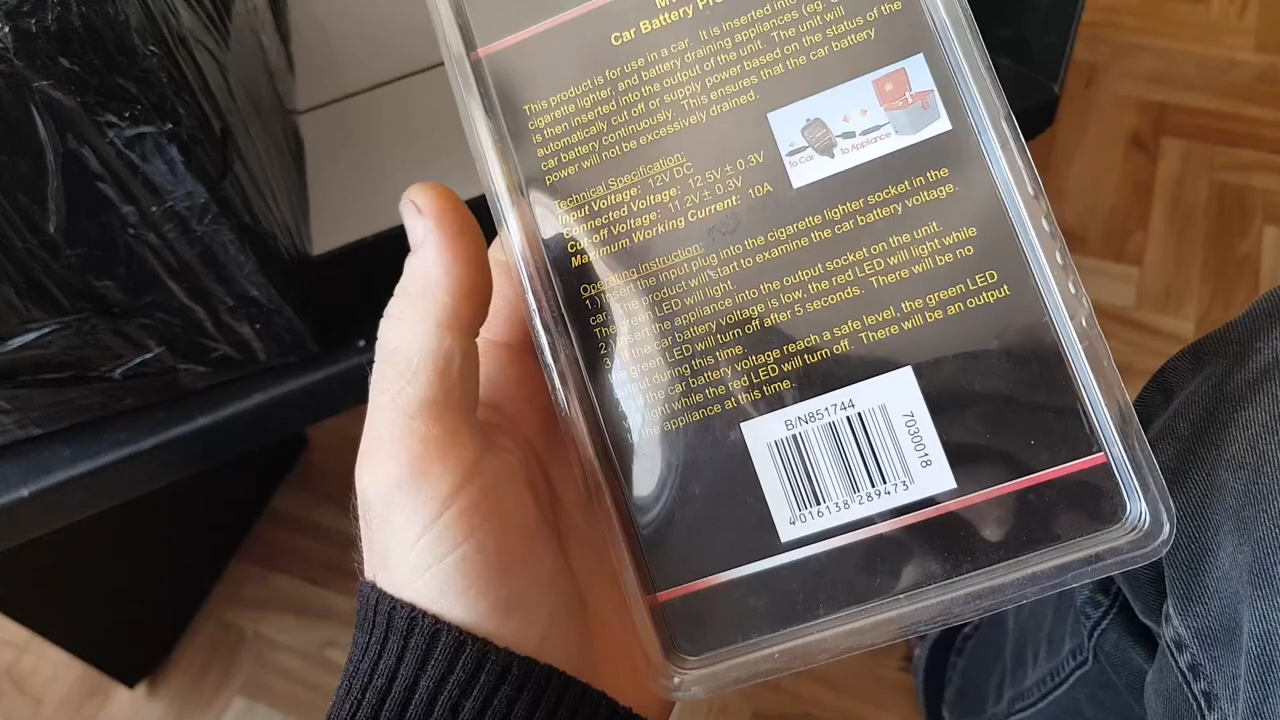 Car Battery
This product is for use in a car. It is inserted into
cigarette lighter, and battery draining appliances (eg.
is then inserted into the output of the unit. The unit will
automatically cut off or supply power based on the status of the
car battery continuously. This ensures that the car battery
power will not be excessively drained.
To Car
To Appliance
Technical Specification:
Input Voltage: 12V DC
Connected Voltage: 12.5V ± 0.3V
Cut-off Voltage: 11.2V ± 0.3V
Maximum Working Current: 10A
Operating Instruction:
1.) Insert the input plug into the cigarette lighter socket in the
car. The product will start to examine the car battery voltage.
The green LED will light.
2.) Insert the appliance into the output socket on the unit.
3.) If the car battery voltage is low, the red LED will light while
the green LED will turn off after 5 seconds. There will be no
output during this time.
the car battery voltage reach a safe level, the green LED
light while the red LED will turn off. There will be an output
the appliance at this time.
B/N851744
7030018
4016138 289473